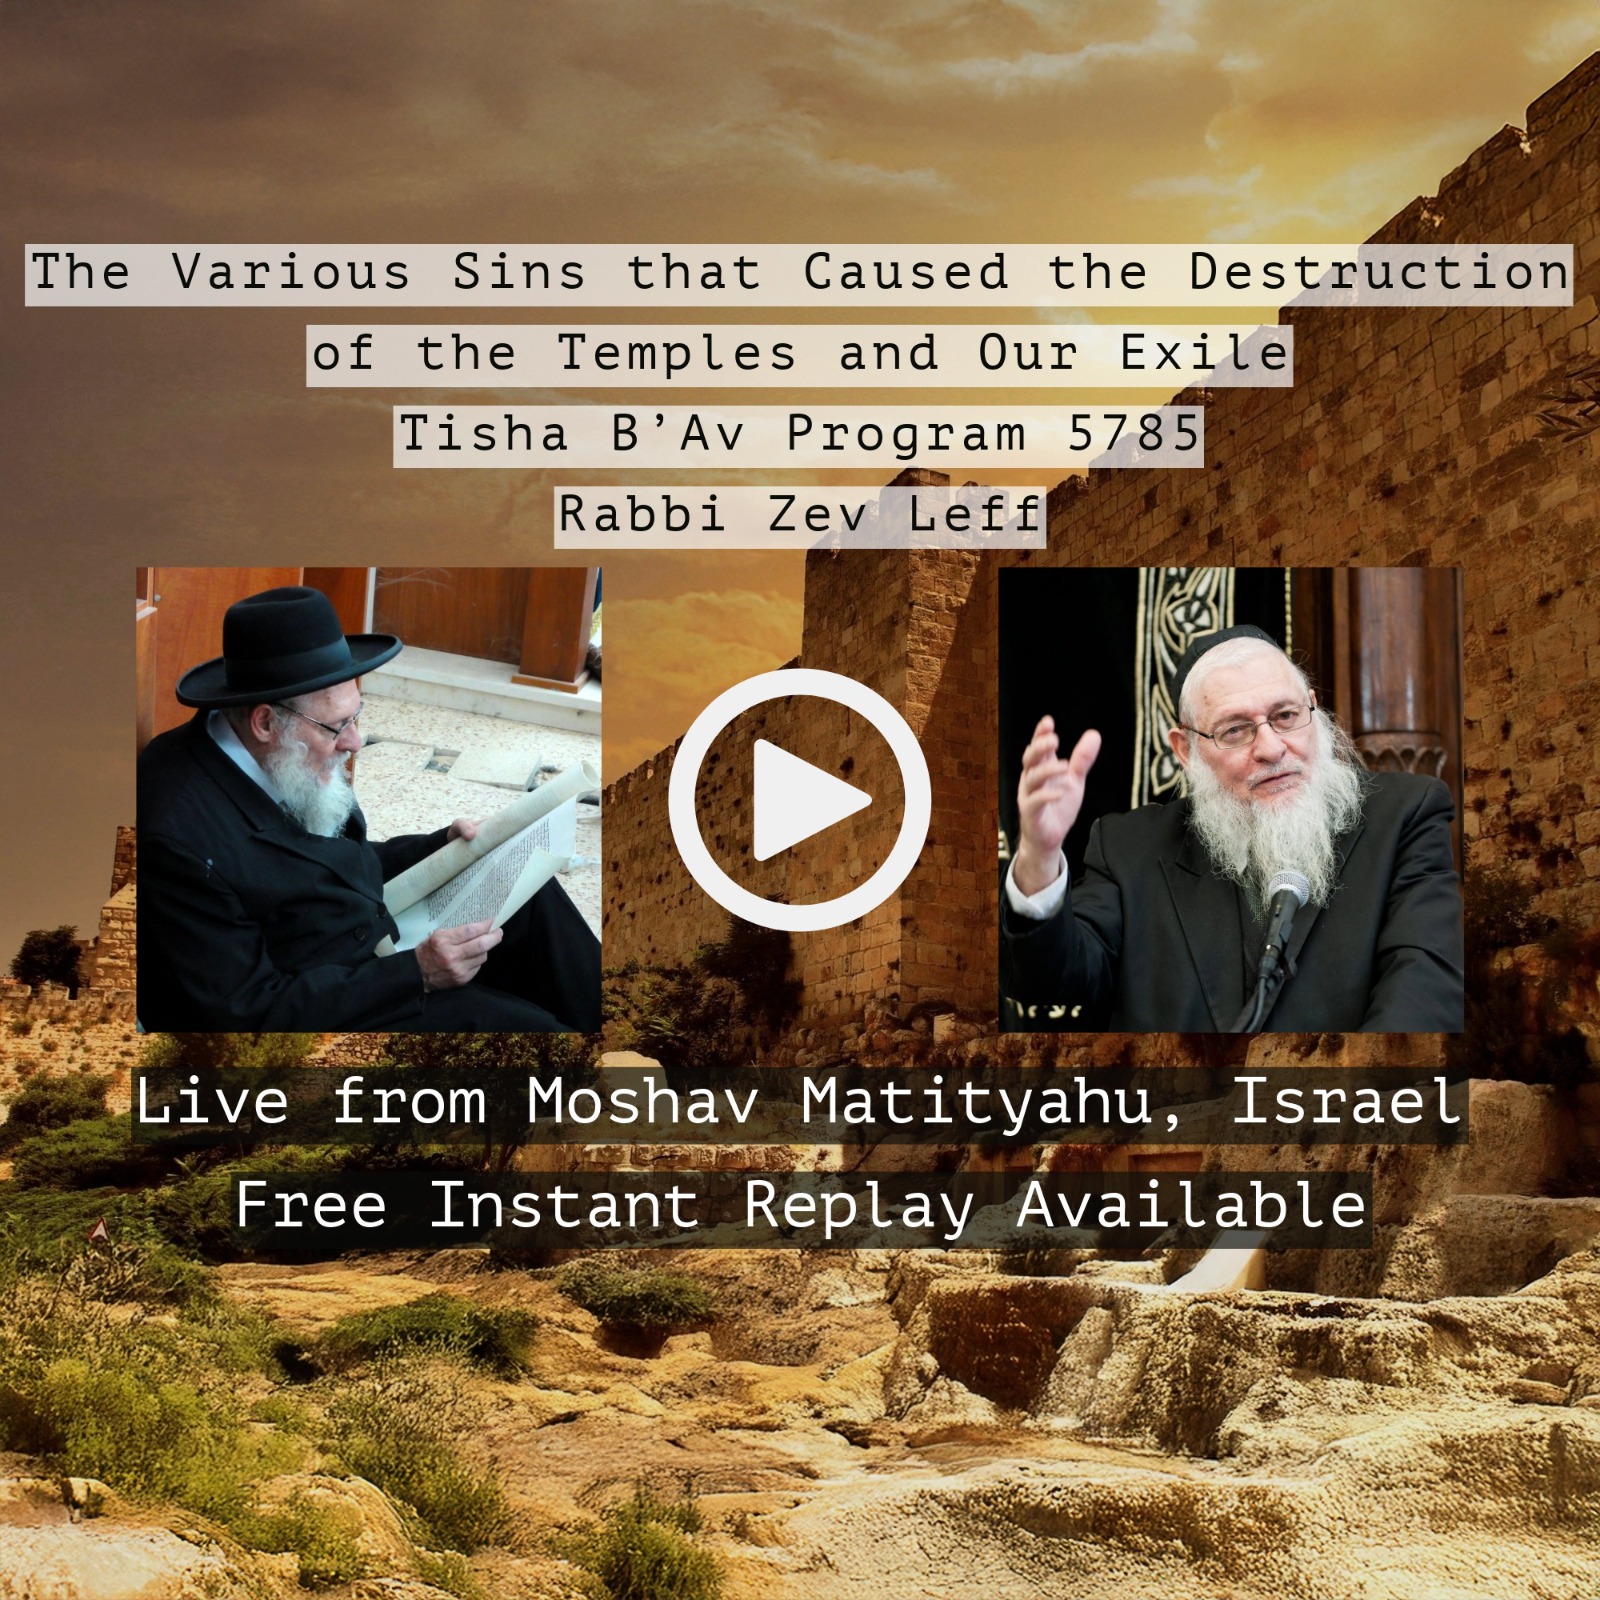 The Various Sins that Caused the Destruction
of the Temples and Our Exile
Tisha B’Av Program 5785
Rabbi Zev Leff
Live from Moshav Matityahu, Israel
Free Instant Replay Available